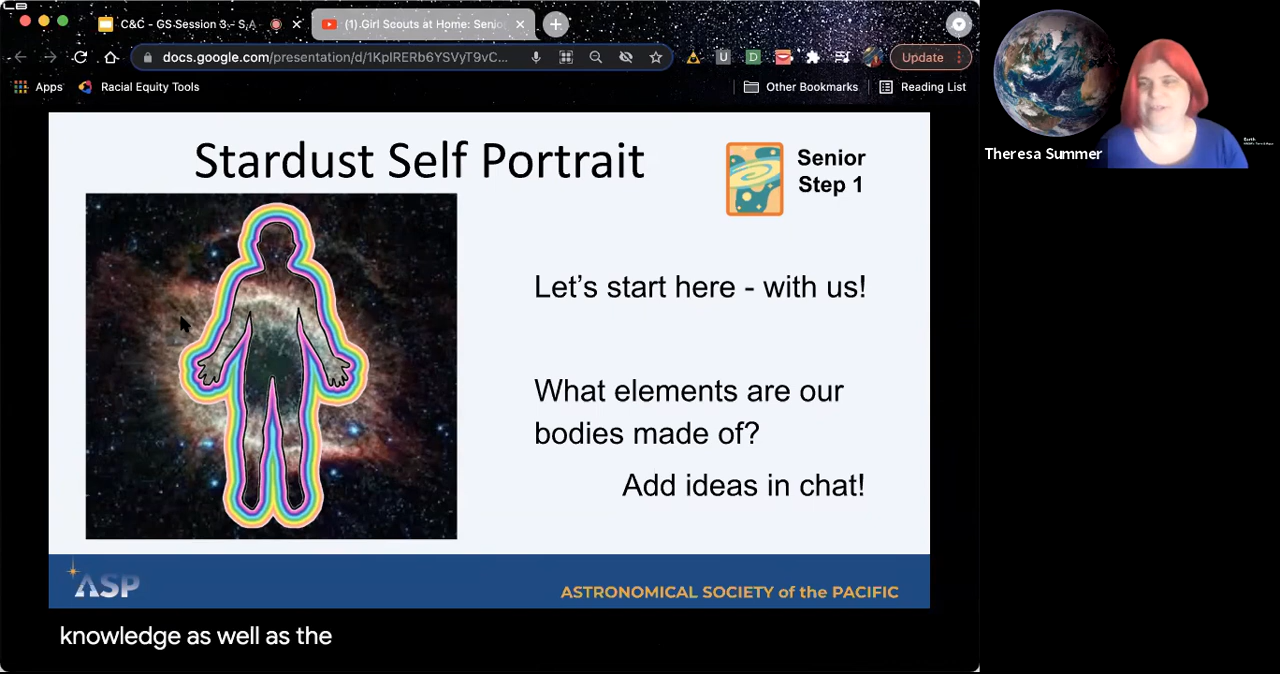 C&C - GS Session 3 - S,A
(1) Girl Scouts at Home: Senio
docs.google.com/presentation/d/1KplRERb6YSVyT9vC...
Update
Apps
Racial Equity Tools
Other Bookmarks
Reading List
Stardust Self Portrait
Senior
Step 1
Let's start here - with us!
What elements are our
bodies made of?
Add ideas in chat!
ASP
ASTRONOMICAL SOCIETY of the PACIFIC
knowledge as well as the
Theresa Summer
Earth